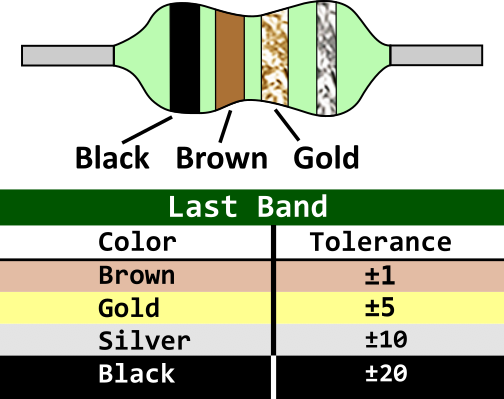 Black Brown Gold
Last Band
Color Tolerance
Brown ±1
Gold ±5
Silver ±10
Black ±20